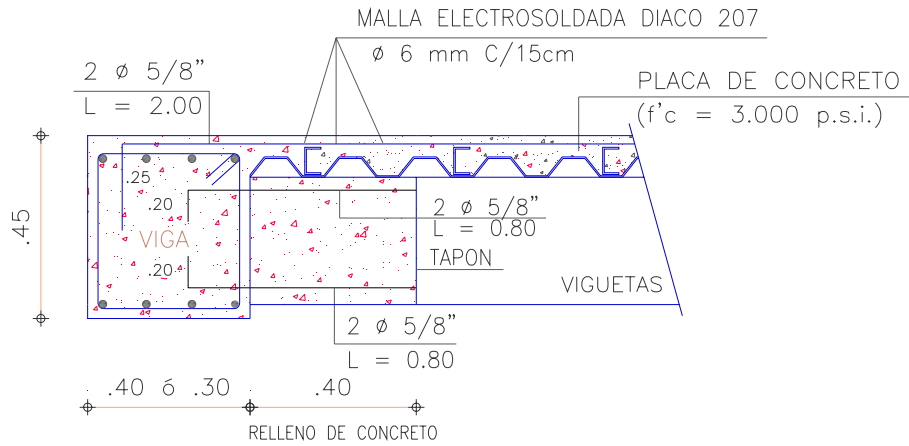 MALLA ELECTROSOLDADA DIACO 207
ø 6 mm C/15cm
2 ø 5/8"
L = 2.00
PLACA DE CONCRETO
(f'c = 3.000 p.s.i.)
.45
.25
.20
VIGA
.20
2 ø 5/8"
L = 0.80
TAPON
VIGUETAS
2 ø 5/8"
L = 0.80
.40 ó .30
.40
RELLENO DE CONCRETO